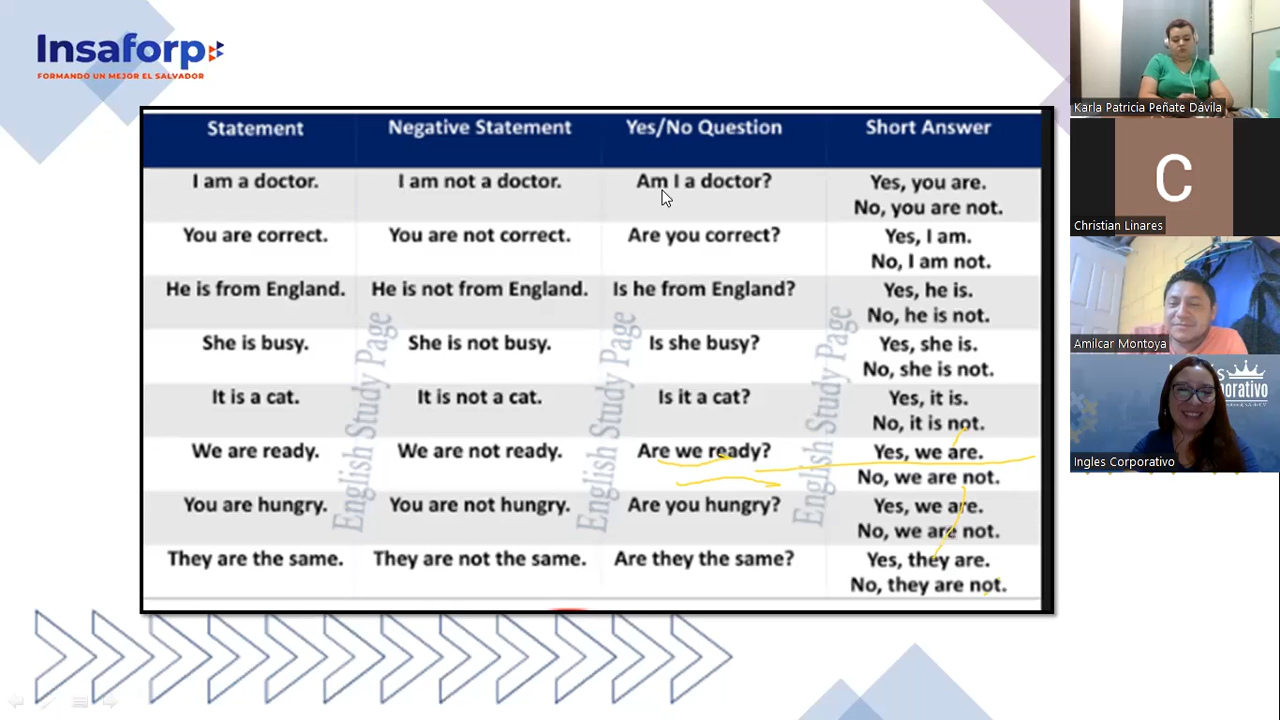 Insaforp
FORMANDO UN MEJOR EL SALVADOR
Statement Negative Statement Yes/No Question Short Answer
I am a doctor. I am not a doctor. Am I a doctor? Yes, you are.
No, you are not.
You are correct. You are not correct. Are you correct? Yes, I am.
No, I am not.
He is from England. He is not from England. Is he from England? Yes, he is.
No, he is not.
She is busy. She is not busy. Is she busy? Yes, she is.
No, she is not.
It is a cat. It is not a cat. Is it a cat? Yes, it is.
No, it is not.
We are ready. We are not ready. Are we ready? Yes, we are.
No, we are not.
You are hungry. You are not hungry. Are you hungry? Yes, we are.
No, we are not.
They are the same. They are not the same. Are they the same? Yes, they are.
No, they are not.
English Study Page
English Study Page
English Study Page
Karla Patricia Peñate Dávila
C
Christian Linares
Amilcar Montoya
Ingles Corporativo